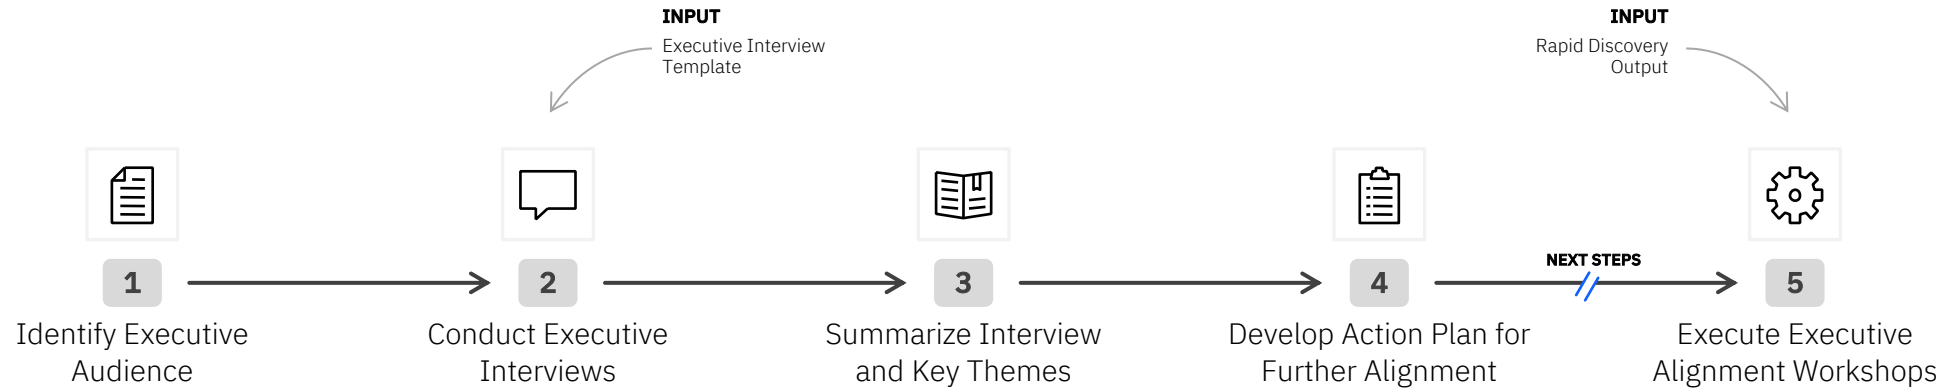 INPUT
Executive Interview
Template
INPUT
Rapid Discovery
Output
NEXT STEPS
1
2
3
4
5
Identify Executive
Audience
Conduct Executive
Interviews
Summarize Interview
and Key Themes
Develop Action Plan for
Further Alignment
Execute Executive
Alignment Workshops